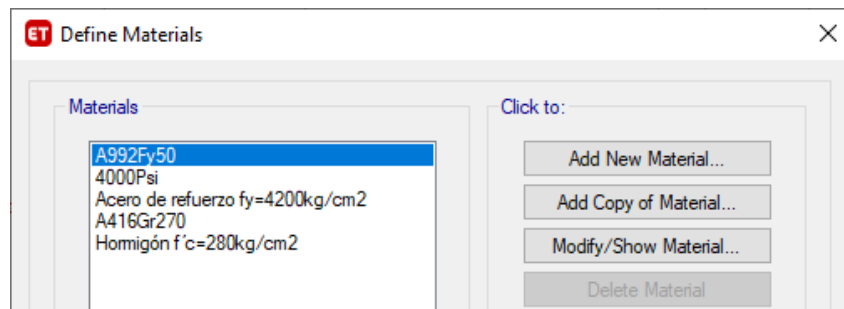 ET Define Materials
Materials
A992Fy50
4000Psi
Acero de refuerzo fy=4200kg/cm2
A416Gr270
Hormigón f´c=280kg/cm2
Click to:
Add New Material...
Add Copy of Material...
Modify/Show Material...
Delete Material